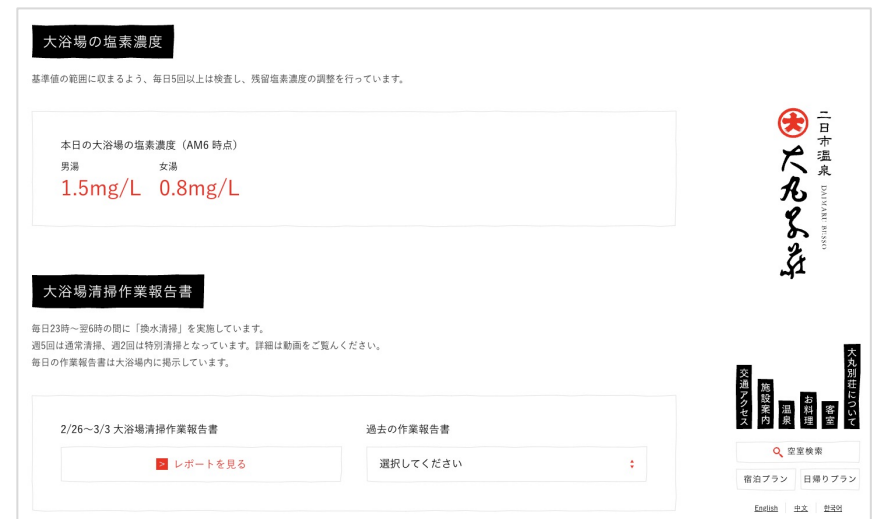 大浴場の塩素濃度
基準値の範囲に収まるよう、毎日5回以上は検査し、残留塩素濃度の調整を行っています。
本日の大浴場の塩素濃度（AM6 時点）
男湯 女湯
1.5mg/L 0.8mg/L
大浴場清掃作業報告書
毎日23時〜翌6時の間に「換水清掃」を実施しています。
週5回は通常清掃、週2回は特別清掃となっています。詳細は動画をご覧んください。
毎日の作業報告書は大浴場内に掲示しています。
2/26〜3/3 大浴場清掃作業報告書
> レポートを見る
過去の作業報告書
選択してください
大
二日市温泉
大丸別荘
DAIMARU BESSO
大丸別荘について
客室
お料理
温泉
施設案内
交通アクセス
空室検索
宿泊プラン 日帰りプラン
English 中文 한국어